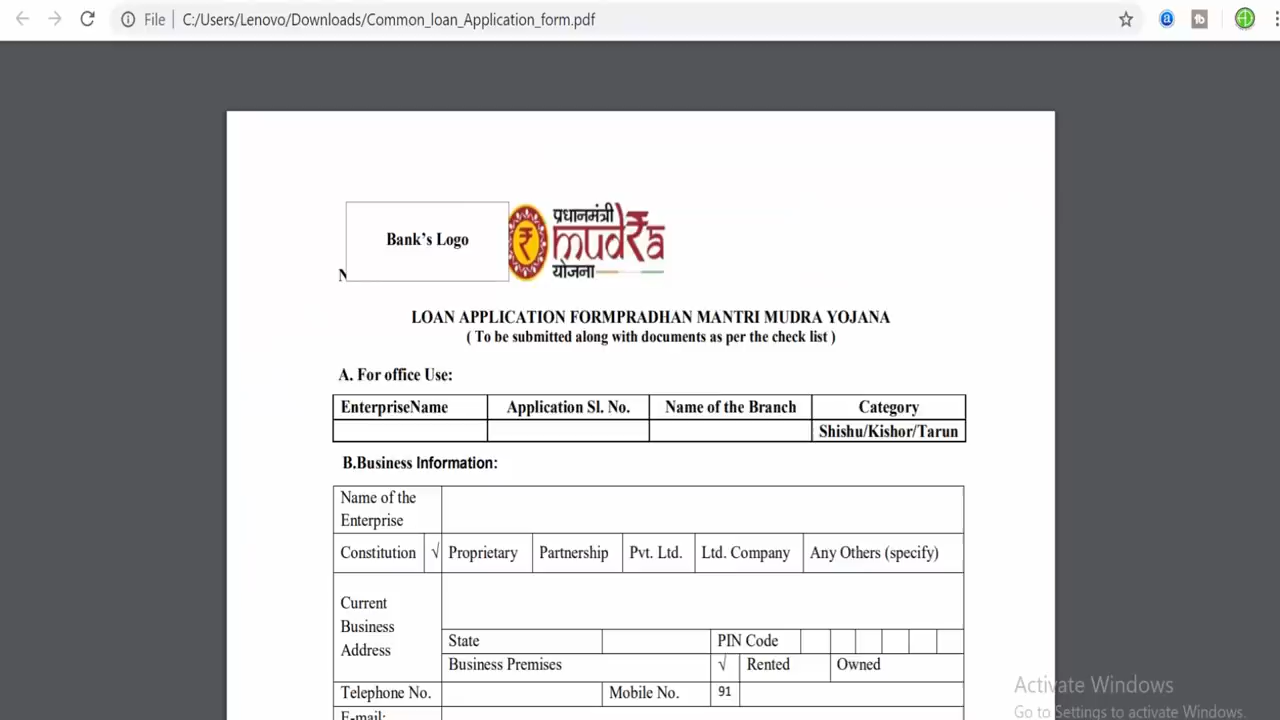 File C:/Users/Lenovo/Downloads/Common_loan_Application_form.pdf
Bank's Logo
प्रधानमंत्री
mudra
योजना
N
LOAN APPLICATION FORMPRADHAN MANTRI MUDRA YOJANA
( To be submitted along with documents as per the check list )
A. For office Use:
EnterpriseName Application Sl. No. Name of the Branch Category
Shishu/Kishor/Tarun
B.Business Information:
Name of the
Enterprise
Constitution √ Proprietary Partnership Pvt. Ltd. Ltd. Company Any Others (specify)
Current
Business
Address
State PIN Code
Business Premises √ Rented Owned
Telephone No. Mobile No. 91
E-mail:
Activate Windows
Go to Settings to activate Windows.